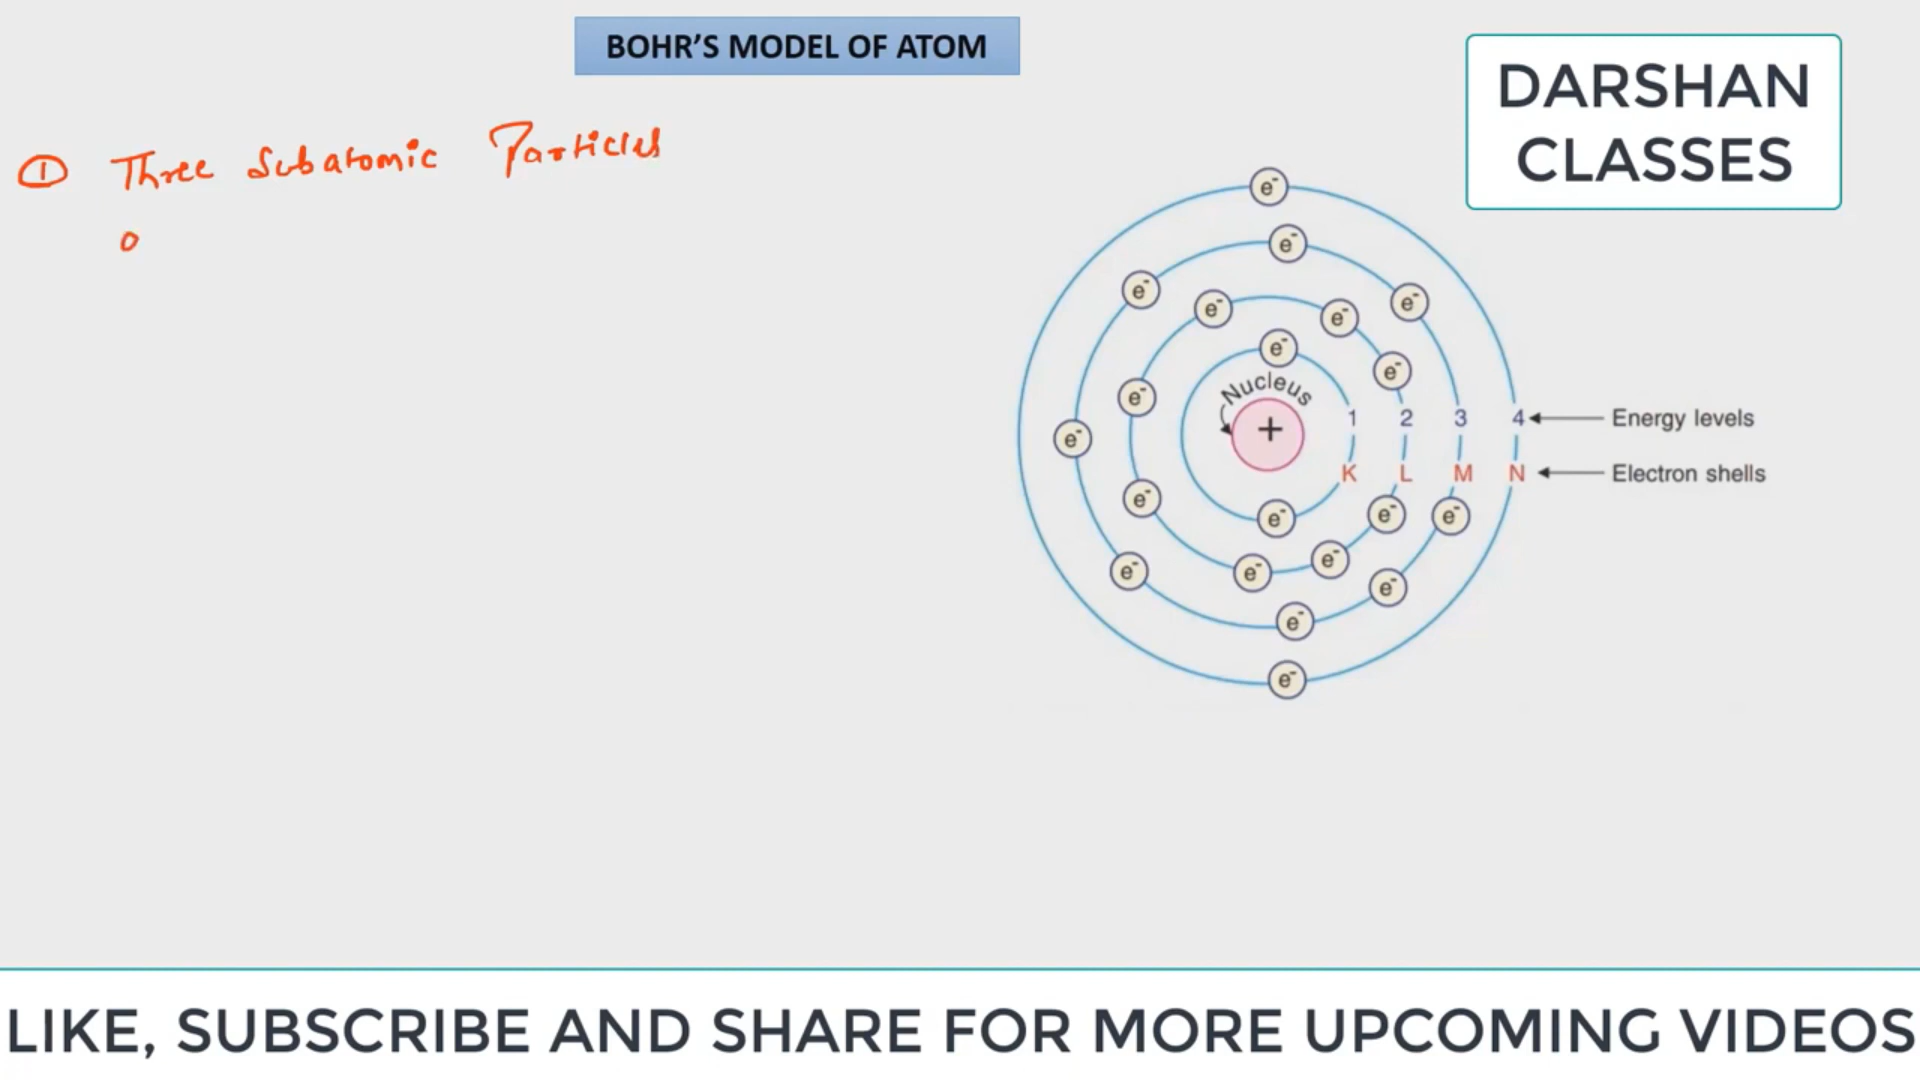 BOHR'S MODEL OF ATOM
DARSHAN
CLASSES
① Three Subatomic Particles
e⁻
e⁻
e⁻
e⁻
e⁻
e⁻
e⁻
e⁻
Nucleus
e⁻
e⁻
+
1 2 3 4 Energy levels
e⁻
K L M N Electron shells
e⁻
e⁻
e⁻
e⁻
e⁻
e⁻
e⁻
e⁻
e⁻
e⁻
LIKE, SUBSCRIBE AND SHARE FOR MORE UPCOMING VIDEOS